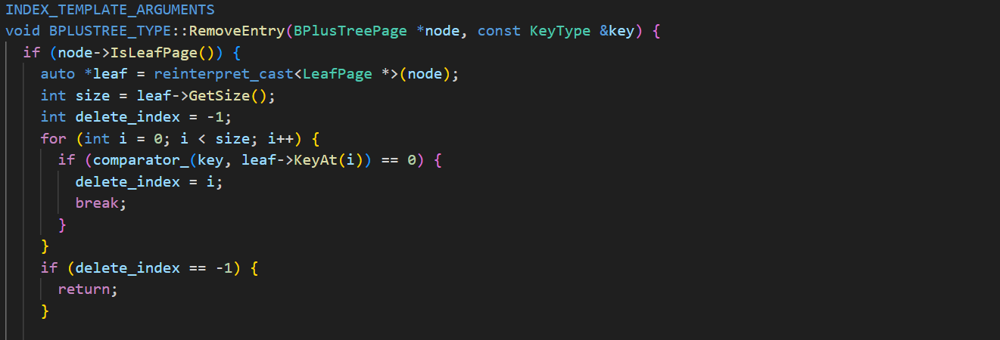 INDEX_TEMPLATE_ARGUMENTS
void BPLUSTREE_TYPE::RemoveEntry(BPlusTreePage *node, const KeyType &key) {
  if (node->IsLeafPage()) {
    auto *leaf = reinterpret_cast<LeafPage *>(node);
    int size = leaf->GetSize();
    int delete_index = -1;
    for (int i = 0; i < size; i++) {
      if (comparator_(key, leaf->KeyAt(i)) == 0) {
        delete_index = i;
        break;
      }
    }
    if (delete_index == -1) {
      return;
    }